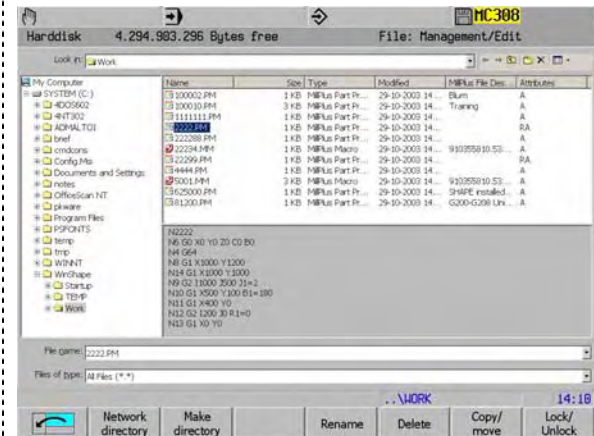 MC308
Harddisk 4.294.983.296 Bytes free File: Management/Edit
Look in: Work
My Computer
SYSTEM (C:)
4DOS602
4NT302
ADMALTOI
brief
cmdcons
Config.Msi
Documents and Settings
notes
OfficeScan NT
pkware
Program Files
PSFONTS
temp
tmp
WINNT
WinShape
Startup
TEMP
Work
Name Size Type Modified MillPlus File Des... Attributes
100002.PM 1 KB MillPlus Part Pr... 29-10-2003 14... Blum A
100010.PM 3 KB MillPlus Part Pr... 29-10-2003 14... Training A
1111111.PM 1 KB MillPlus Part Pr... 29-10-2003 14... A
2222.PM 1 KB MillPlus Part Pr... 29-10-2003 14... RA
222288.PM 1 KB MillPlus Part Pr... 29-10-2003 14... A
22234.MM 1 KB MillPlus Macro 29-10-2003 14... 910355810.53... A
22299.PM 1 KB MillPlus Part Pr... 29-10-2003 14... RA
4444.PM 1 KB MillPlus Part Pr... 29-10-2003 14... A
5001.MM 2 KB MillPlus Macro 29-10-2003 14... 910355810.53... A
625000.PM 1 KB MillPlus Part Pr... 29-10-2003 14... SHAPE installed... A
81200.PM 3 KB MillPlus Part Pr... 29-10-2003 14... G200-G208 Uni... A
N2222
N6 G0 X0 Y0 Z0 C0 B0
N4 G64
N8 G1 X1000 Y1200
N14 G1 X1000 Y1000
N9 G2 I1000 J500 J1=2
N10 G1 X500 Y100 B1=180
N11 G1 X400 Y0
N12 G2 I200 J0 R1=0
N13 G1 X0 Y0
File name: 2222.PM
Files of type: All Files (*.*)
..\WORK 14:18
Network directory
Make directory
Rename
Delete
Copy/ move
Lock/ Unlock